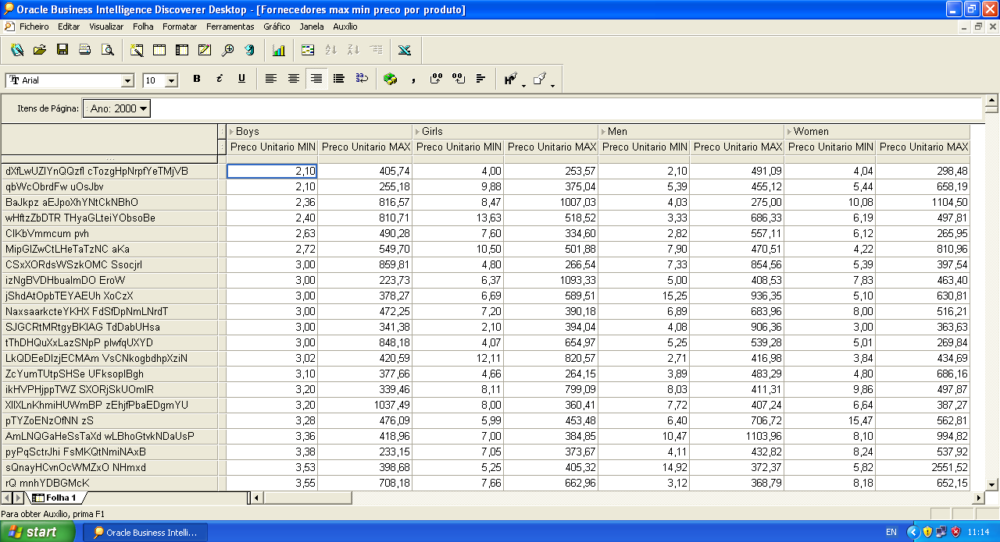 Oracle Business Intelligence Discoverer Desktop - [Fornecedores max min preco por produto]
Ficheiro Editar Visualizar Folha Formatar Ferramentas Gráfico Janela Auxílio
Arial 10 B i U
Itens de Página: Ano: 2000
Boys Girls Men Women
Preco Unitario MIN Preco Unitario MAX Preco Unitario MIN Preco Unitario MAX Preco Unitario MIN Preco Unitario MAX Preco Unitario MIN Preco Unitario MAX
dXfLwUZIYnQQzfl cTozgHpNrpfYeTMjVB 2,10 405,74 4,00 253,57 2,10 491,09 4,04 298,48
qbWcObrdFw uOsJbv 2,10 255,18 9,88 375,04 5,39 455,12 5,44 658,19
BaJkpz aEJpoXhYNtCkNBhO 2,36 816,57 8,47 1007,03 4,03 275,00 10,08 1104,50
wHftzZbDTR THyaGLteiYObsoBe 2,40 810,71 13,63 518,52 3,33 686,33 6,19 497,81
ClKbVmmcum pvh 2,63 490,28 7,60 334,60 2,82 557,11 6,12 265,95
MipGlZwCtLHeTaTzNC aKa 2,72 549,70 10,50 501,88 7,90 470,51 4,22 810,96
CSxXORdsWSzkOMC Ssocjrl 3,00 859,81 4,80 266,54 7,33 854,56 5,39 397,54
izNgBVDHbualmDO EroW 3,00 223,73 6,37 1093,33 5,00 408,53 7,83 463,40
jShdAtOpbTEYAEUh XoCzX 3,00 378,27 6,69 589,51 15,25 936,35 5,10 630,81
NaxsaarkcteYKHX FdSfDpNmLNrdT 3,00 472,25 7,20 390,18 6,89 683,96 8,00 516,21
SJGCRtMRtgyBKlAG TdDabUHsa 3,00 341,38 2,10 394,04 4,08 906,36 3,00 363,63
tThDHQuXxLazSNpP plwfqUXYD 3,00 848,18 4,07 654,97 5,25 539,28 5,01 269,84
LkQDEeDlzjECMAm VsCNkogbdhpXziN 3,02 420,59 12,11 820,57 2,71 416,98 3,84 434,69
ZcYumTUtpSHSe UFksoplBgh 3,10 377,66 4,66 264,15 3,89 483,29 4,80 686,16
ikHVPHjppTWZ SXORjSkUOmlR 3,20 339,46 8,11 799,09 8,03 411,31 9,86 497,87
XllXLnKhmiHUWmBP zEhjfPbaEDgmYU 3,20 1037,49 8,00 360,41 7,72 407,24 6,64 387,27
pTYZoENzOfNN zS 3,28 476,09 5,99 453,48 6,40 706,72 15,47 562,81
AmLNQGaHeSsTaXd wLBhoGtvkNDaUsP 3,36 418,96 7,00 384,85 10,47 1103,96 8,10 994,82
pyPqSctrJhi FsMKQtNmiNAxB 3,38 233,15 7,05 373,67 4,11 432,82 8,24 537,92
sQnayHCvnOcWMZxO NHmxd 3,53 398,68 5,25 405,32 14,92 372,37 5,82 2551,52
rQ mnhYDBGMcK 3,55 708,18 7,66 662,96 3,12 368,79 8,18 652,15
Folha 1
Para obter Auxílio, prima F1
start Oracle Business Intelli... EN 11:14